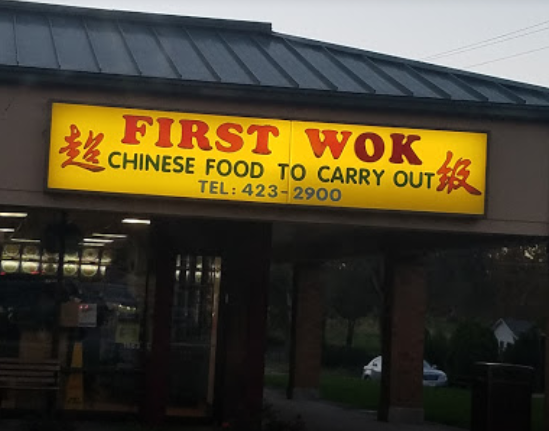 FIRST WOK
超 CHINESE FOOD TO CARRY OUT 級
TEL: 423-2900